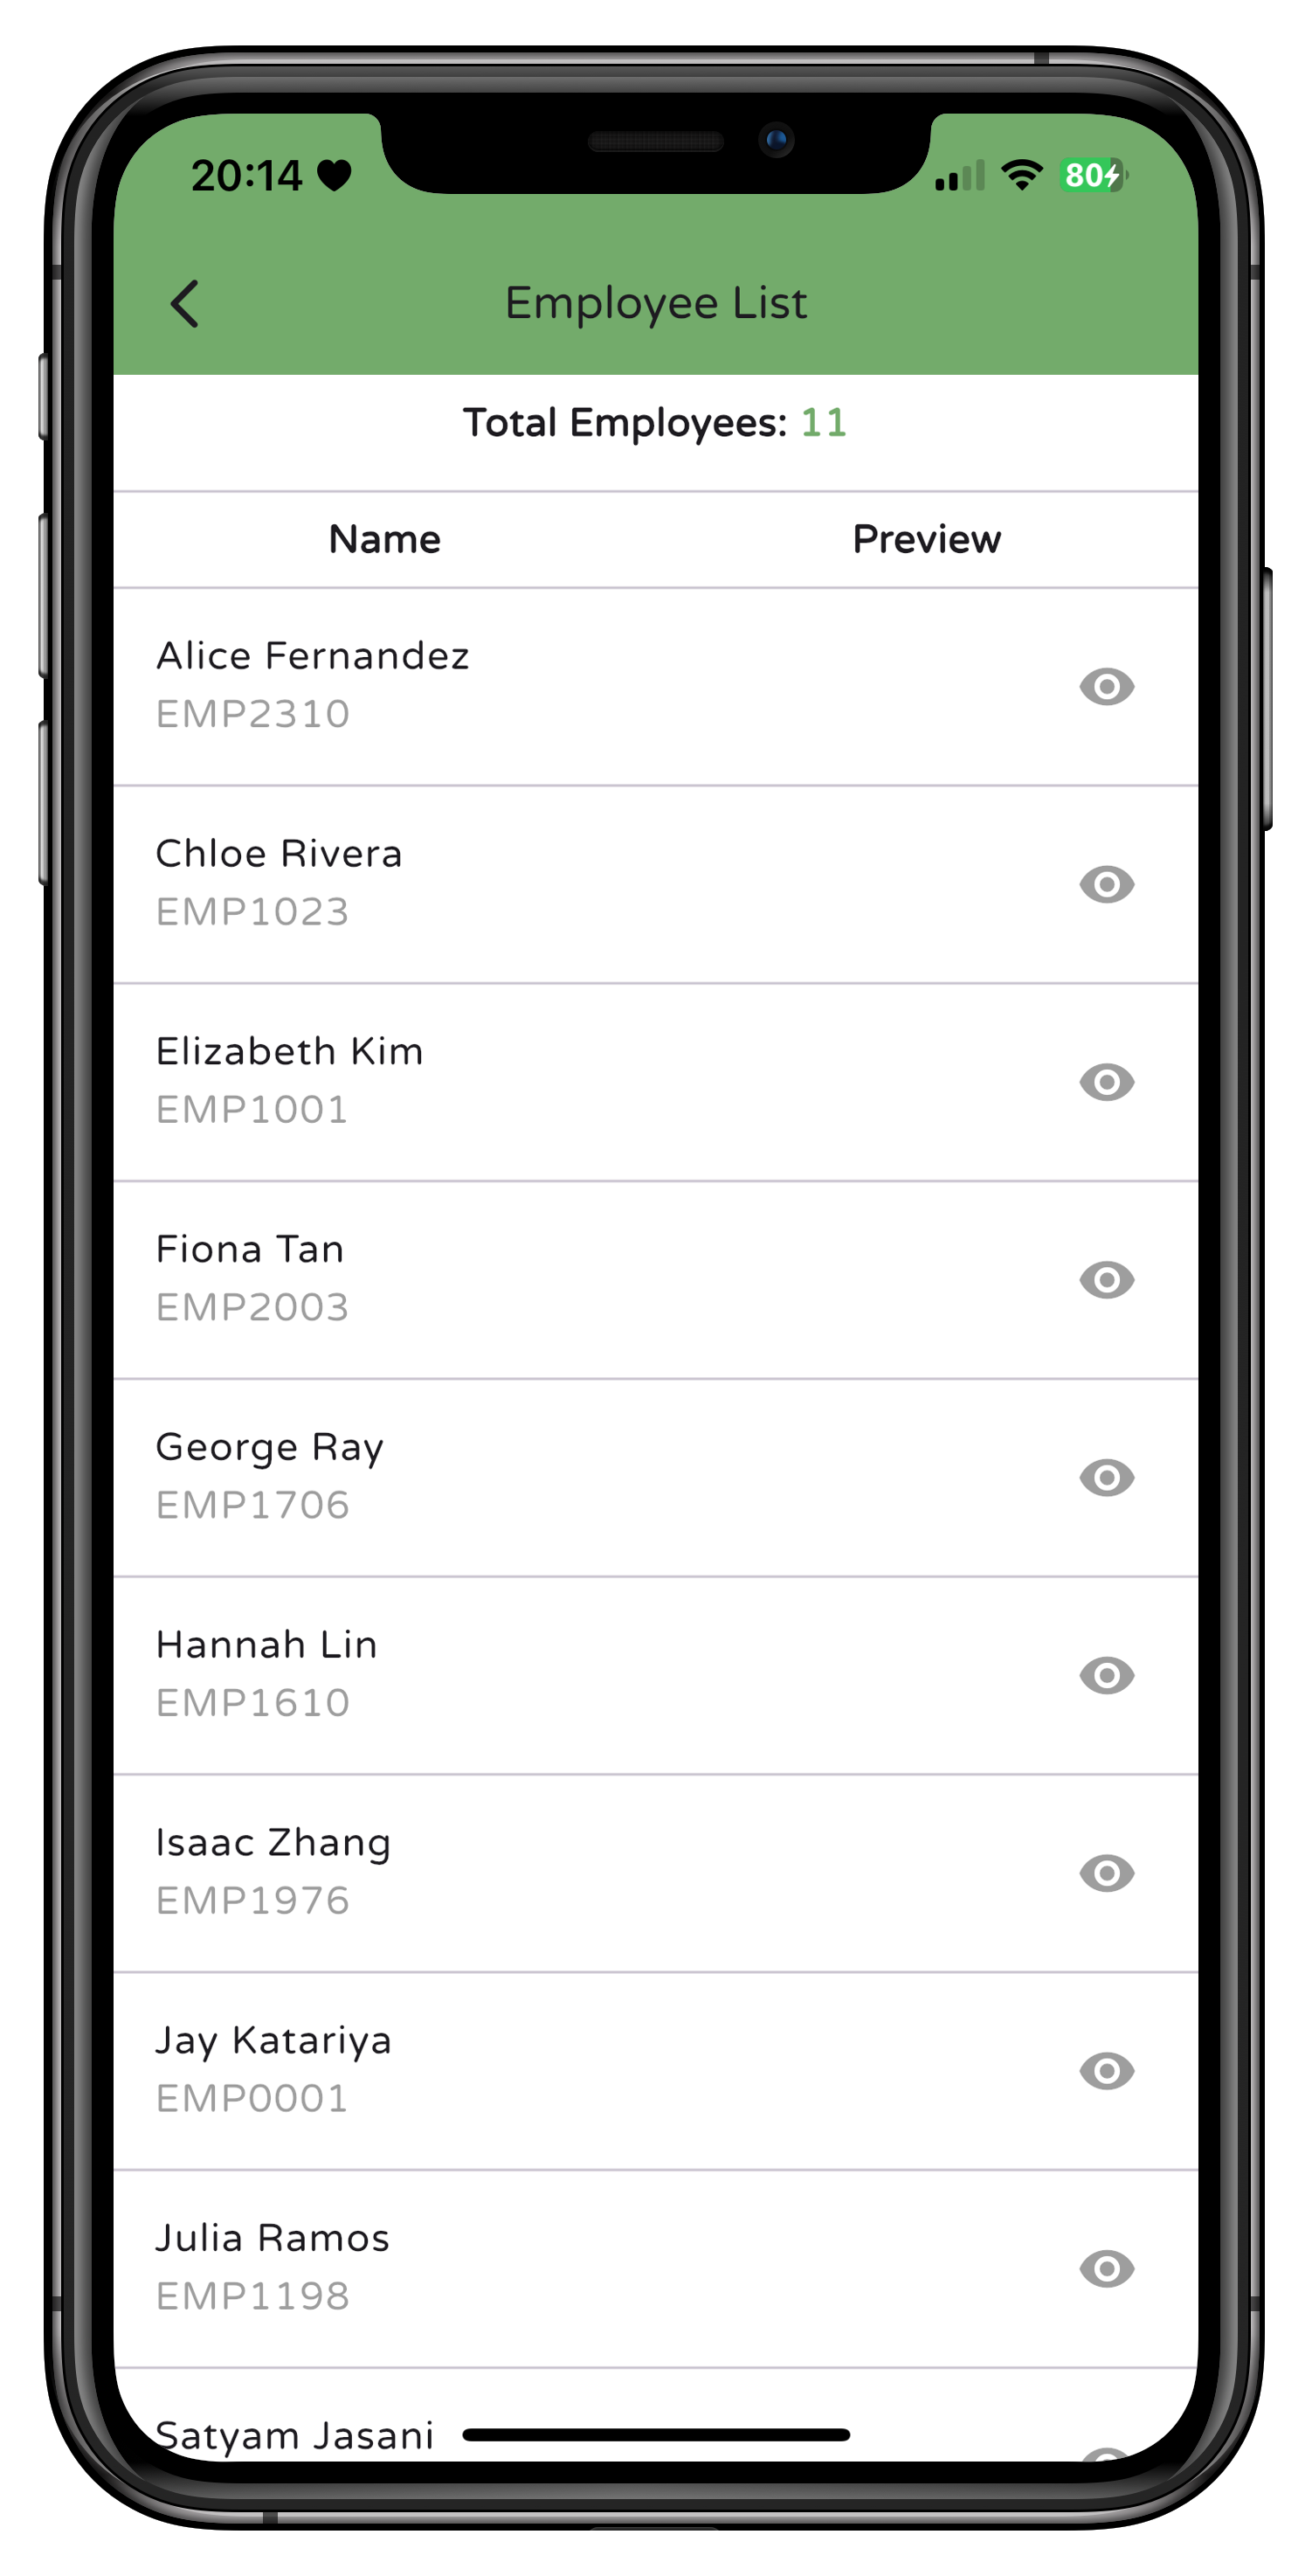 20:14 80
Employee List
Total Employees: 11
Name Preview
Alice Fernandez
EMP2310
Chloe Rivera
EMP1023
Elizabeth Kim
EMP1001
Fiona Tan
EMP2003
George Ray
EMP1706
Hannah Lin
EMP1610
Isaac Zhang
EMP1976
Jay Katariya
EMP0001
Julia Ramos
EMP1198
Satyam Jasani